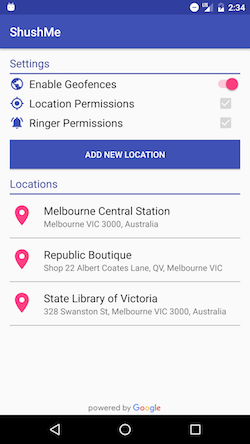 2:34
ShushMe
Settings
Enable Geofences
Location Permissions
Ringer Permissions
ADD NEW LOCATION
Locations
Melbourne Central Station
Melbourne VIC 3000, Australia
Republic Boutique
Shop 22 Albert Coates Lane, QV, Melbourne VIC
State Library of Victoria
328 Swanston St, Melbourne VIC 3000, Australia
powered by Google